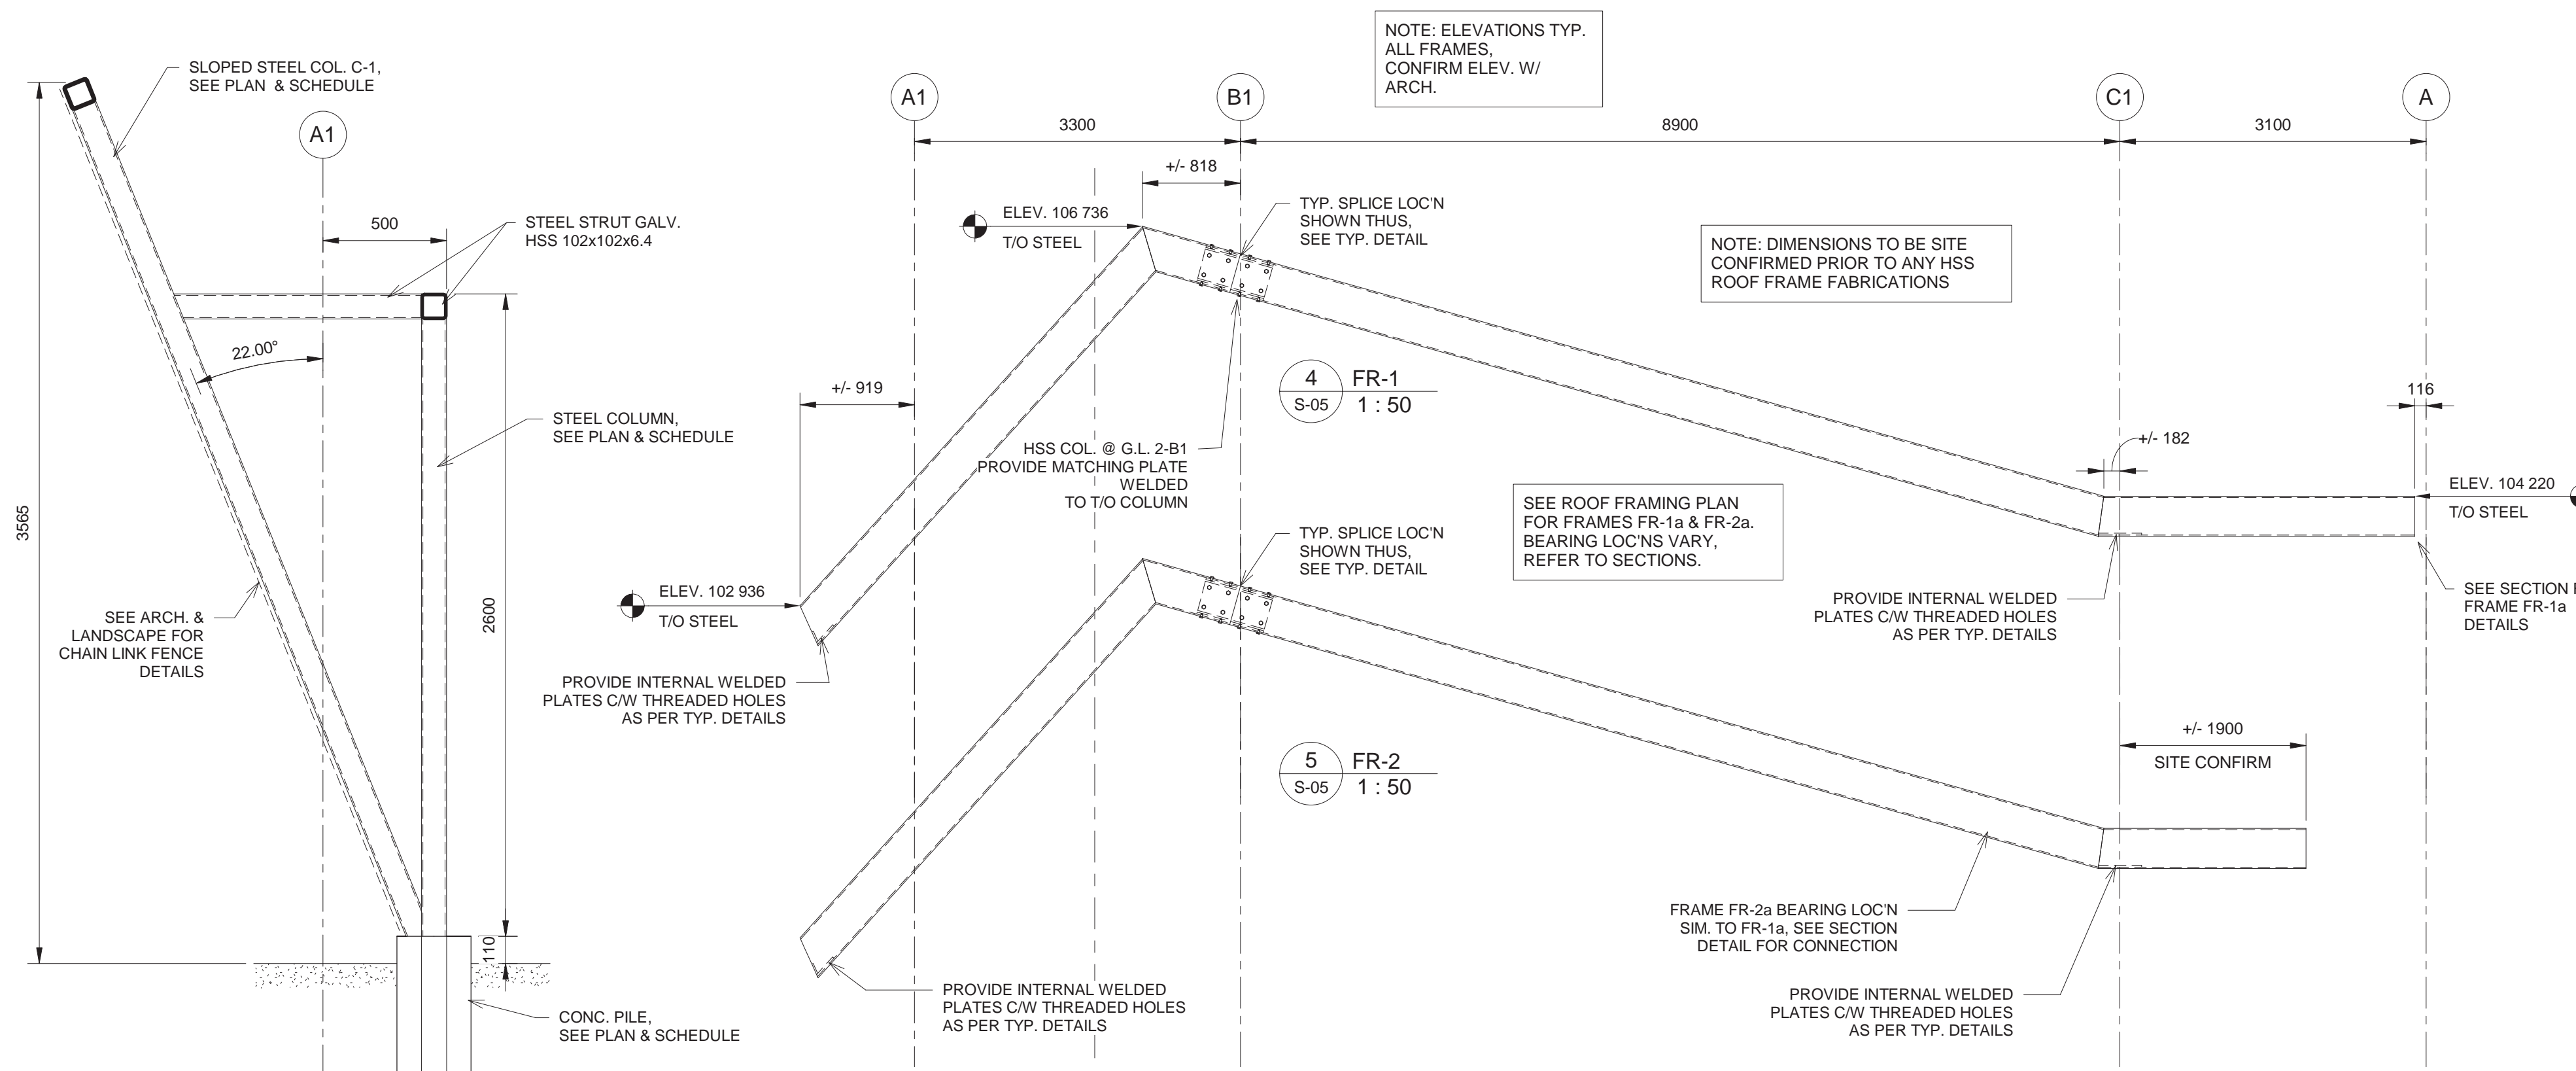 NOTE: ELEVATIONS TYP.
ALL FRAMES,
CONFIRM ELEV. W/
ARCH.
SLOPED STEEL COL. C-1,
SEE PLAN & SCHEDULE
A1
500
STEEL STRUT GALV.
HSS 102x102x6.4
22.00°
STEEL COLUMN,
SEE PLAN & SCHEDULE
3565
2600
110
SEE ARCH. &
LANDSCAPE FOR
CHAIN LINK FENCE
DETAILS
CONC. PILE,
SEE PLAN & SCHEDULE
A1
B1
C1
A
3300
8900
3100
+/- 818
ELEV. 106 736
T/O STEEL
TYP. SPLICE LOC'N
SHOWN THUS,
SEE TYP. DETAIL
NOTE: DIMENSIONS TO BE SITE
CONFIRMED PRIOR TO ANY HSS
ROOF FRAME FABRICATIONS
+/- 919
4
S-05
FR-1
1 : 50
116
+/- 182
HSS COL. @ G.L. 2-B1
PROVIDE MATCHING PLATE
WELDED
TO T/O COLUMN
SEE ROOF FRAMING PLAN
FOR FRAMES FR-1a & FR-2a.
BEARING LOC'NS VARY,
REFER TO SECTIONS.
ELEV. 104 220
T/O STEEL
TYP. SPLICE LOC'N
SHOWN THUS,
SEE TYP. DETAIL
ELEV. 102 936
T/O STEEL
PROVIDE INTERNAL WELDED
PLATES C/W THREADED HOLES
AS PER TYP. DETAILS
PROVIDE INTERNAL WELDED
PLATES C/W THREADED HOLES
AS PER TYP. DETAILS
SEE SECTION
FRAME FR-1a
DETAILS
5
S-05
FR-2
1 : 50
+/- 1900
SITE CONFIRM
FRAME FR-2a BEARING LOC'N
SIM. TO FR-1a, SEE SECTION
DETAIL FOR CONNECTION
PROVIDE INTERNAL WELDED
PLATES C/W THREADED HOLES
AS PER TYP. DETAILS
PROVIDE INTERNAL WELDED
PLATES C/W THREADED HOLES
AS PER TYP. DETAILS